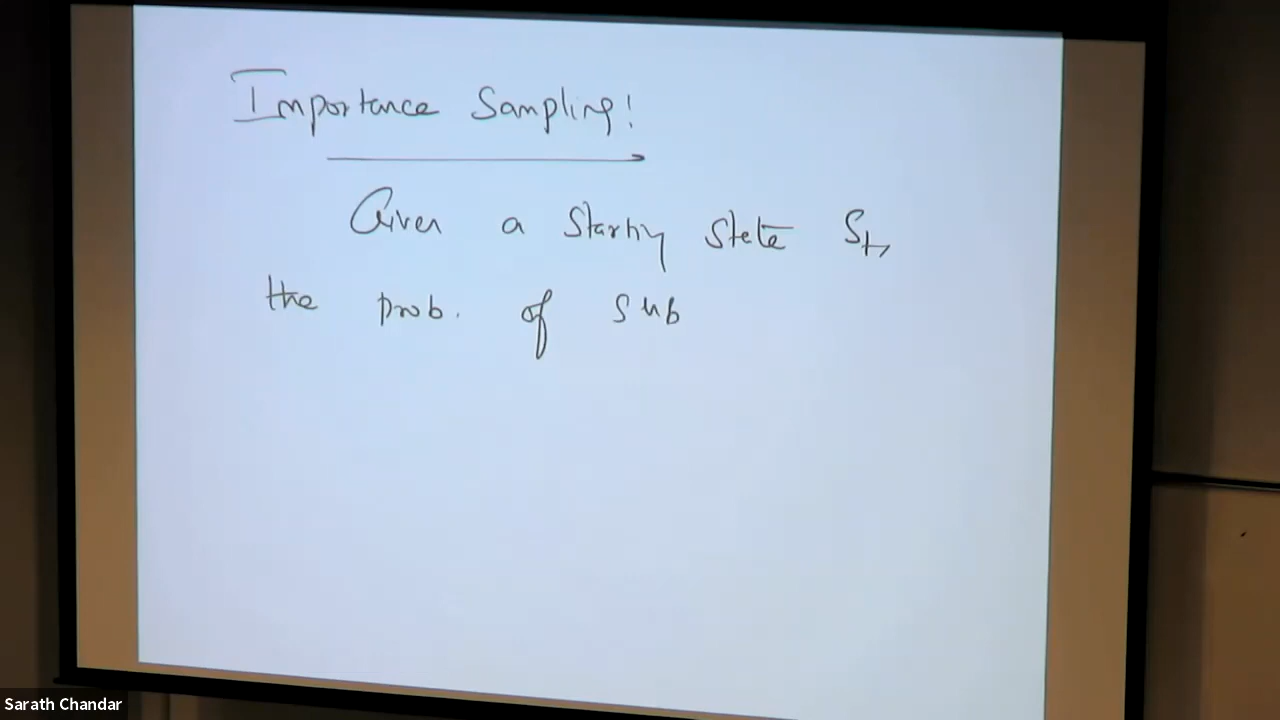 Importance Sampling!
Given a Starting state St,
the prob. of sub
Sarath Chandar